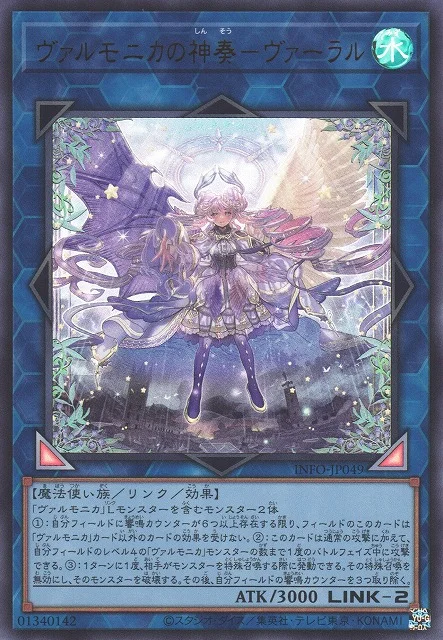 しん そう
ヴァルモニカの神奏－ヴァーラル
水
INFO-JP049
【魔法使い族／リンク／効果】
「ヴァルモニカ」Ｌモンスターを含むモンスター２体
①：自分フィールドに響鳴カウンターが６つ以上存在する限り、フィールドのこのカードは
「ヴァルモニカ」カード以外のカードの効果を受けない。②：このカードは通常の攻撃に加えて、
自分フィールドのレベル４の「ヴァルモニカ」モンスターの数まで１度のバトルフェイズ中に攻撃
できる。③：１ターンに１度、相手がモンスターを特殊召喚する際に発動できる。その特殊召喚を
無効にし、そのモンスターを破壊する。その後、自分フィールドの響鳴カウンターを３つ取り除く。
ATK/3000 LINK-2
01340142
©スタジオ・ダイス／集英社・テレビ東京・KONAMI